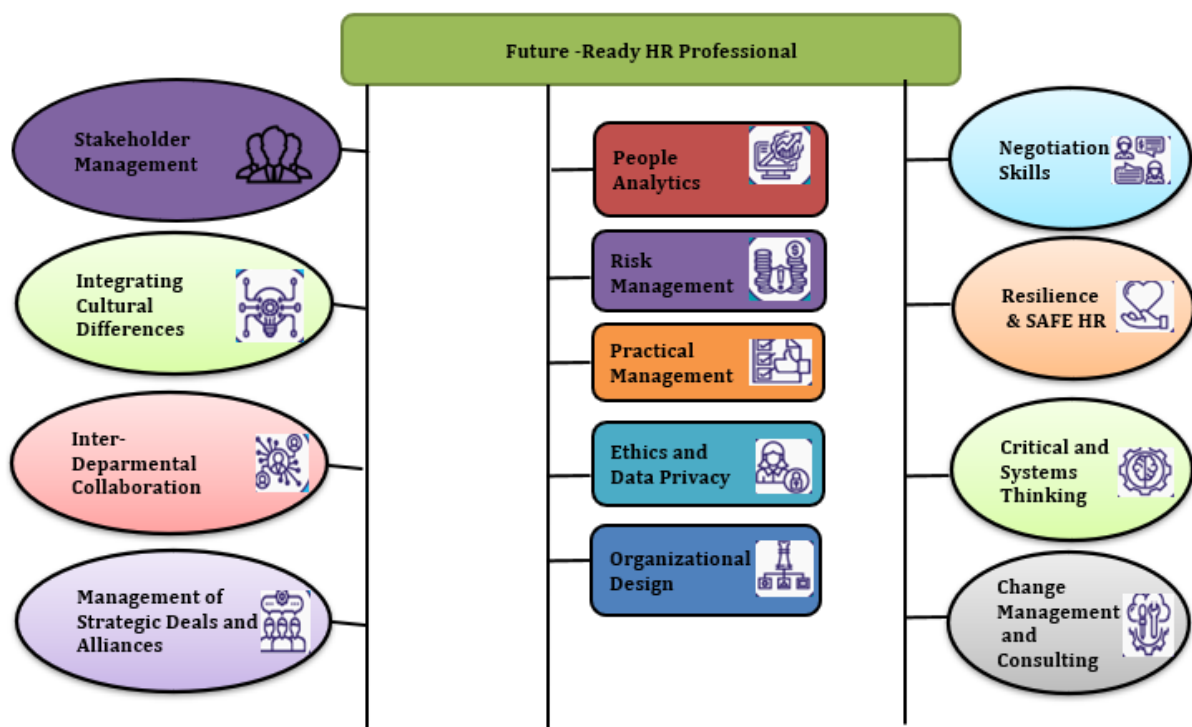 Future -Ready HR Professional
Stakeholder
Management
Integrating
Cultural
Differences
Inter-
Deparmental
Collaboration
Management of
Strategic Deals and
Alliances
People
Analytics
Risk
Management
Practical
Management
Ethics and
Data Privacy
Organizational
Design
Negotiation
Skills
Resilience
& SAFE HR
Critical and
Systems
Thinking
Change
Management
and
Consulting